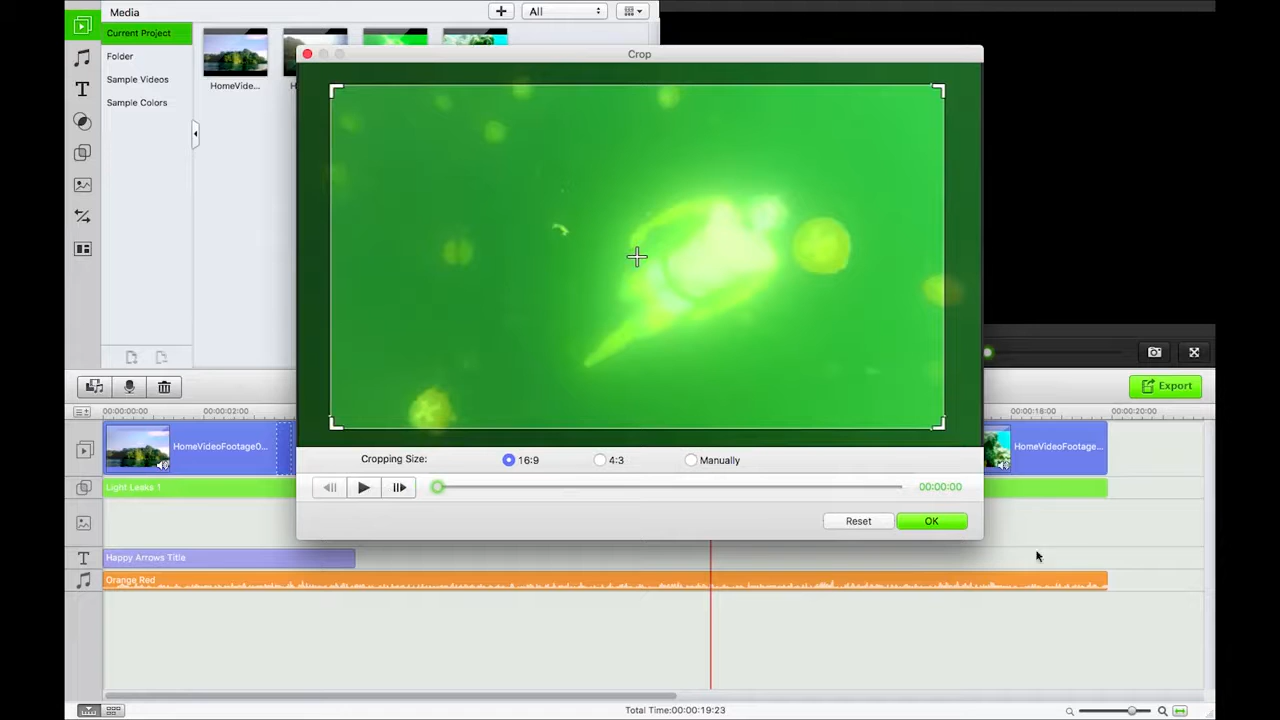 Media
All
Current Project
Folder
Sample Videos
Sample Colors
HomeVide...
H
Crop
Cropping Size:
16:9
4:3
Manually
00:00:00
Reset
OK
Export
00:00:00:00
00:00:02:00
00:00:18:00
00:00:20:00
HomeVideoFootage0...
HomeVideoFootage...
Light Leaks 1
T
Happy Arrows Title
Orange Red
Total Time:00:00:19:23